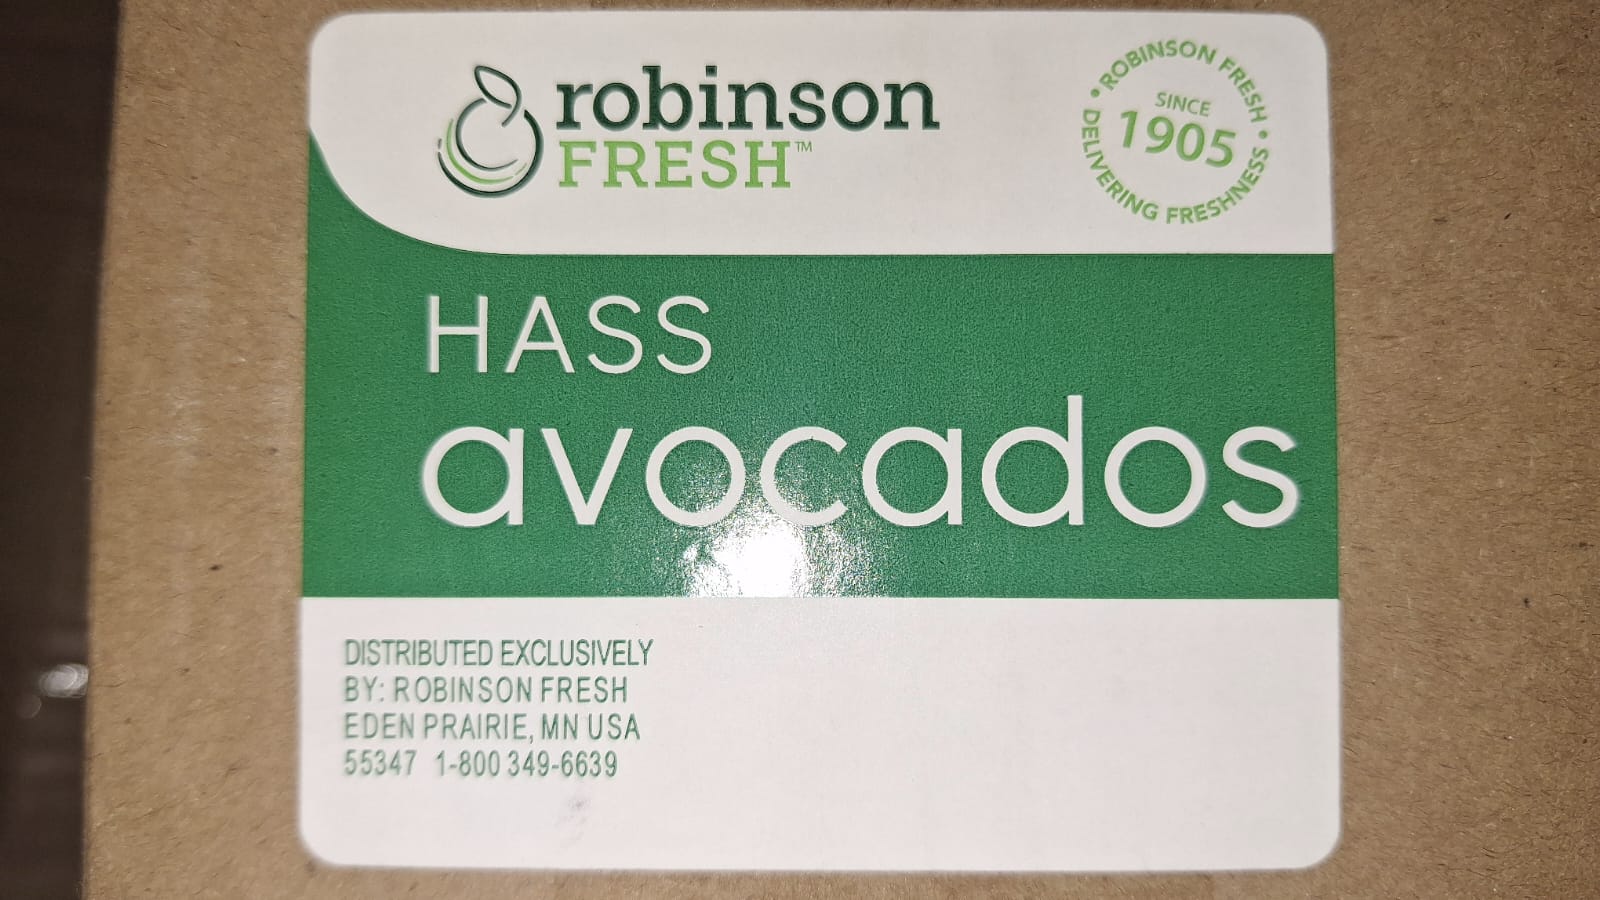 robinson
FRESH™
• ROBINSON FRESH •
SINCE
1905
DELIVERING FRESHNESS
HASS
avocados
DISTRIBUTED EXCLUSIVELY
BY: ROBINSON FRESH
EDEN PRAIRIE, MN USA
55347 1-800 349-6639